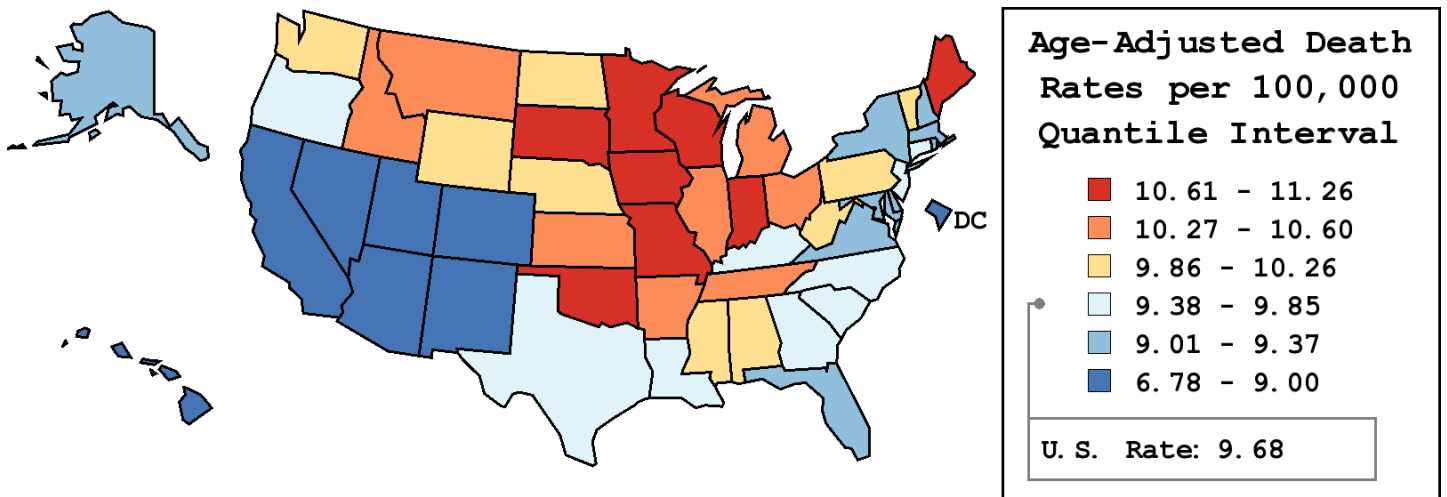 Age-Adjusted Death
Rates per 100,000
Quantile Interval
10.61 - 11.26
10.27 - 10.60
9.86 - 10.26
9.38 - 9.85
9.01 - 9.37
6.78 - 9.00
U.S. Rate: 9.68
DC